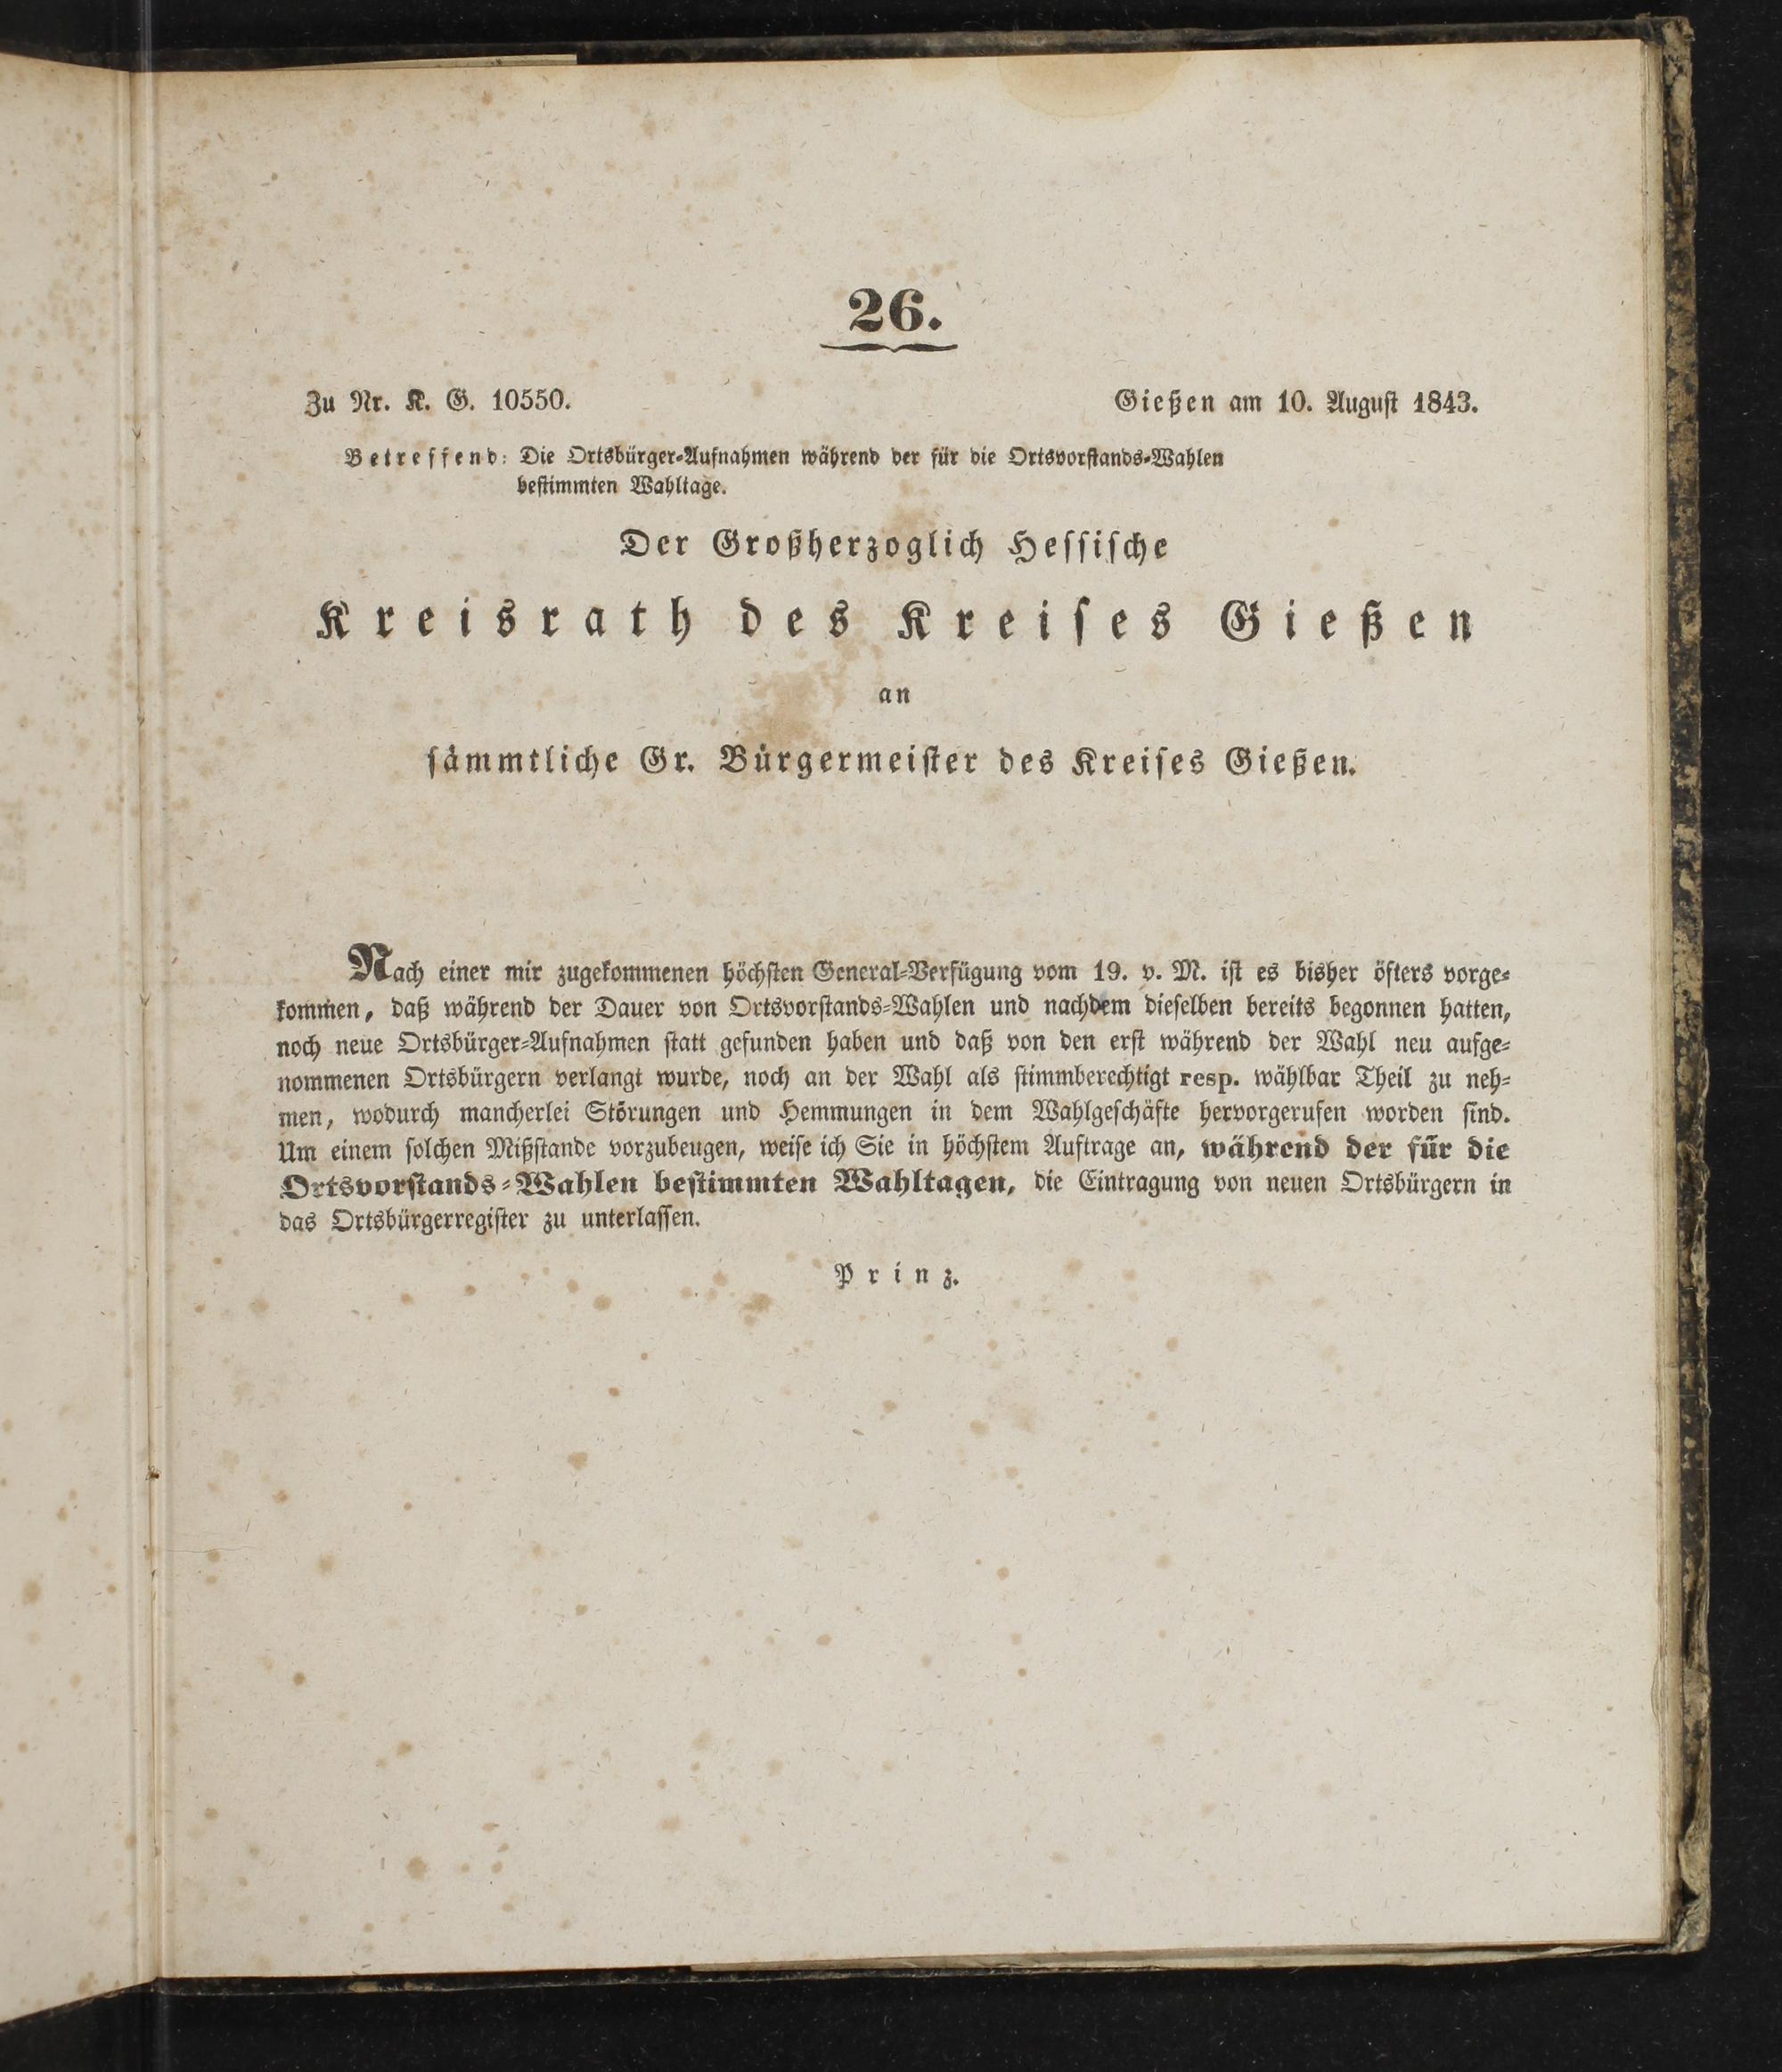 26.
Zu Nr. K. G. 10550. Gießen am 10. August 1843.
Betreffend: Die Ortsbürger-Aufnahmen während der für die Ortsvorstands-Wahlen
bestimmten Wahltage.
Der Großherzoglich Hessische
Kreisrath des Kreises Gießen
an
sämmtliche Gr. Bürgermeister des Kreises Gießen.
Nach einer mir zugekommenen höchsten General-Verfügung vom 19. v. M. ist es bisher öfters vorge-
kommen, daß während der Dauer von Ortsvorstands-Wahlen und nachdem dieselben bereits begonnen hatten,
noch neue Ortsbürger-Aufnahmen statt gefunden haben und daß von den erst während der Wahl neu aufge-
nommenen Ortsbürgern verlangt wurde, noch an der Wahl als stimmberechtigt resp. wählbar Theil zu neh-
men, wodurch mancherlei Störungen und Hemmungen in dem Wahlgeschäfte hervorgerufen worden sind.
Um einem solchen Mißstande vorzubeugen, weise ich Sie in höchstem Auftrage an, während der für die
Ortsvorstands-Wahlen bestimmten Wahltagen, die Eintragung von neuen Ortsbürgern in
das Ortsbürgerregister zu unterlassen.
Prinz.